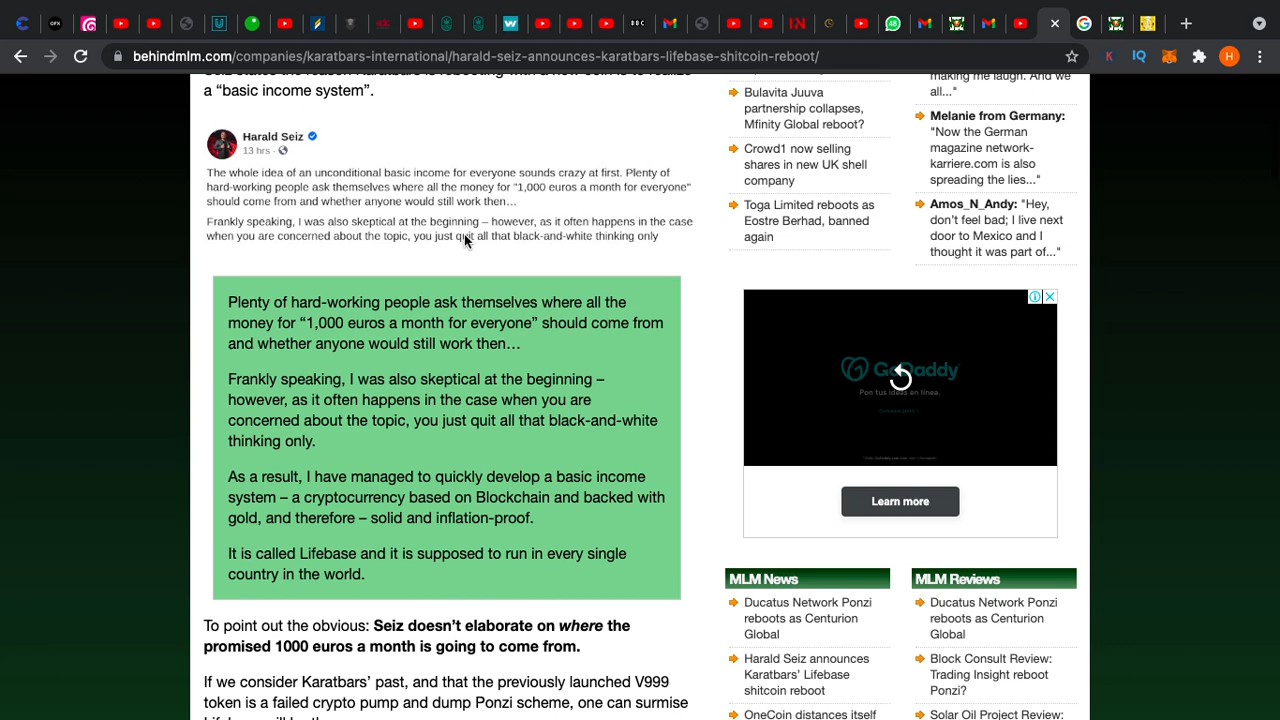 behindmlm.com/companies/karatbars-international/harald-seiz-announces-karatbars-lifebase-shitcoin-reboot/
a “basic income system”.
Harald Seiz
13 hrs ·
The whole idea of an unconditional basic income for everyone sounds crazy at first. Plenty of
hard-working people ask themselves where all the money for "1,000 euros a month for everyone"
should come from and whether anyone would still work then…
Frankly speaking, I was also skeptical at the beginning – however, as it often happens in the case
when you are concerned about the topic, you just quit all that black-and-white thinking only
Plenty of hard-working people ask themselves where all the
money for “1,000 euros a month for everyone” should come from
and whether anyone would still work then…
Frankly speaking, I was also skeptical at the beginning –
however, as it often happens in the case when you are
concerned about the topic, you just quit all that black-and-white
thinking only.
As a result, I have managed to quickly develop a basic income
system – a cryptocurrency based on Blockchain and backed with
gold, and therefore – solid and inflation-proof.
It is called Lifebase and it is supposed to run in every single
country in the world.
To point out the obvious: Seiz doesn’t elaborate on where the
promised 1000 euros a month is going to come from.
If we consider Karatbars’ past, and that the previously launched V999
token is a failed crypto pump and dump Ponzi scheme, one can surmise
Bulavita Juuva
partnership collapses,
Mfinity Global reboot?
Crowd1 now selling
shares in new UK shell
company
Toga Limited reboots as
Eostre Berhad, banned
again
making me laugh. And we
all..."
Melanie from Germany:
"Now the German
magazine network-
karriere.com is also
spreading the lies..."
Amos_N_Andy: "Hey,
don’t feel bad; I live next
door to Mexico and I
thought it was part of..."
GoDaddy
Pon tus ideas en línea.
Learn more
MLM News
Ducatus Network Ponzi
reboots as Centurion
Global
Harald Seiz announces
Karatbars’ Lifebase
shitcoin reboot
OneCoin distances itself
MLM Reviews
Ducatus Network Ponzi
reboots as Centurion
Global
Block Consult Review:
Trading Insight reboot
Ponzi?
Solar Oil Project Review: